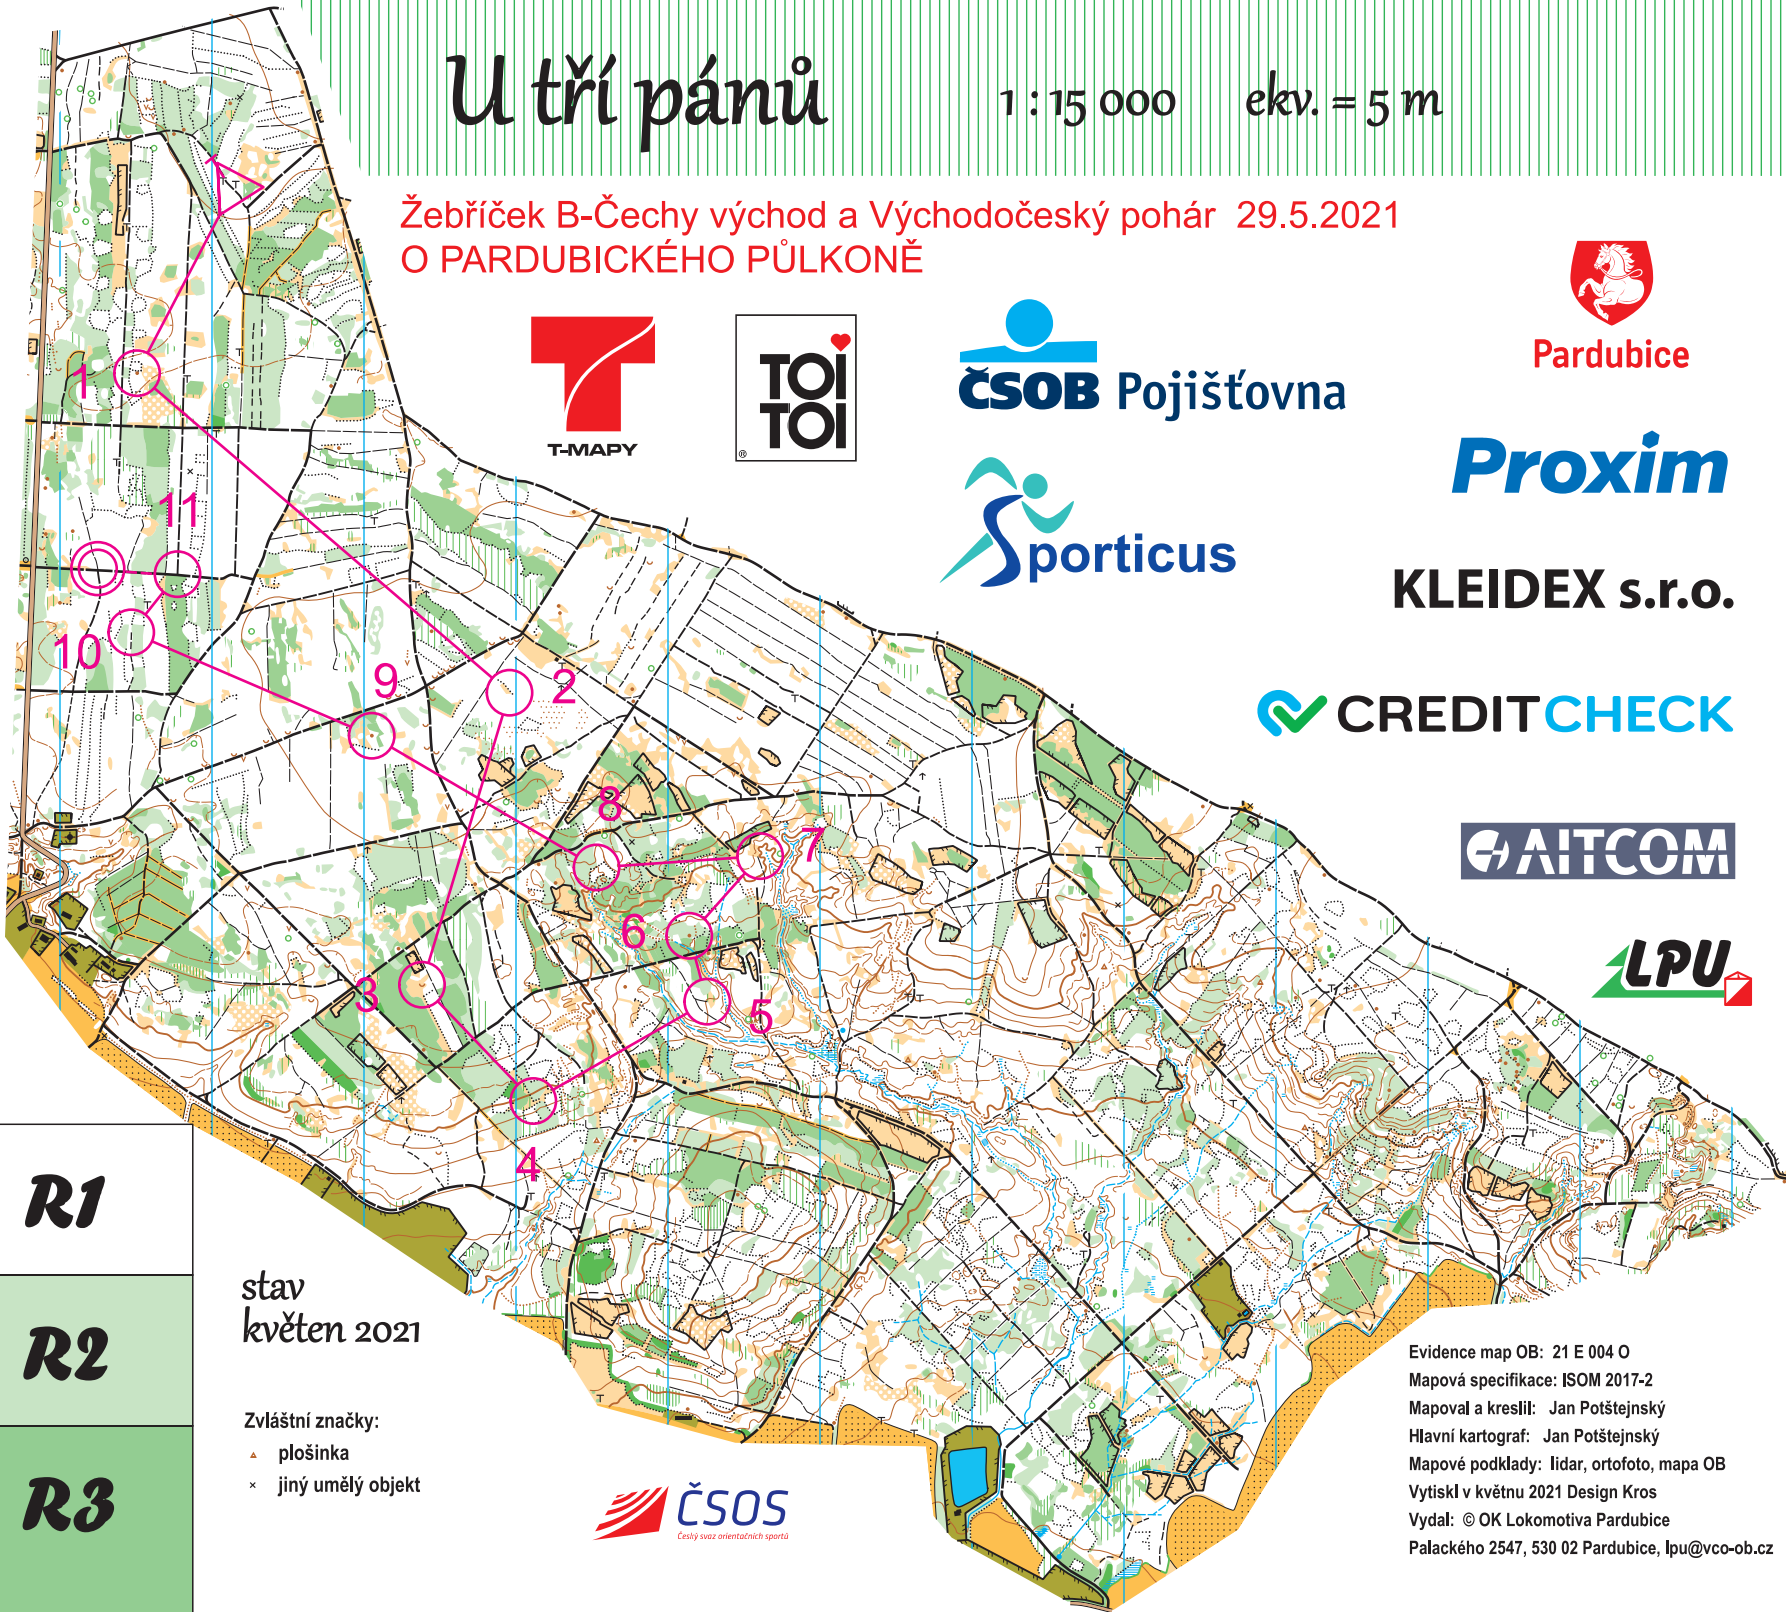 U tří pánů
1 : 15 000 ekv. = 5 m
Žebříček B-Čechy východ a Východočeský pohár 29.5.2021
O PARDUBICKÉHO PŮLKONĚ
T-MAPY
TOI
TOI
®
ČSOB Pojišťovna
Sporticus
Pardubice
Proxim
KLEIDEX s.r.o.
CREDITCHECK
AITCOM
LPU
1
2
3
4
5
6
7
8
9
10
11
R1
R2
R3
stav
květen 2021
Zvláštní značky:
plošinka
jiný umělý objekt
ČSOS
Český svaz orientačních sportů
Evidence map OB: 21 E 004 O
Mapová specifikace: ISOM 2017-2
Mapoval a kreslil: Jan Potštejnský
Hlavní kartograf: Jan Potštejnský
Mapové podklady: lidar, ortofoto, mapa OB
Vytiskl v květnu 2021 Design Kros
Vydal: © OK Lokomotiva Pardubice
Palackého 2547, 530 02 Pardubice, lpu@vco-ob.cz